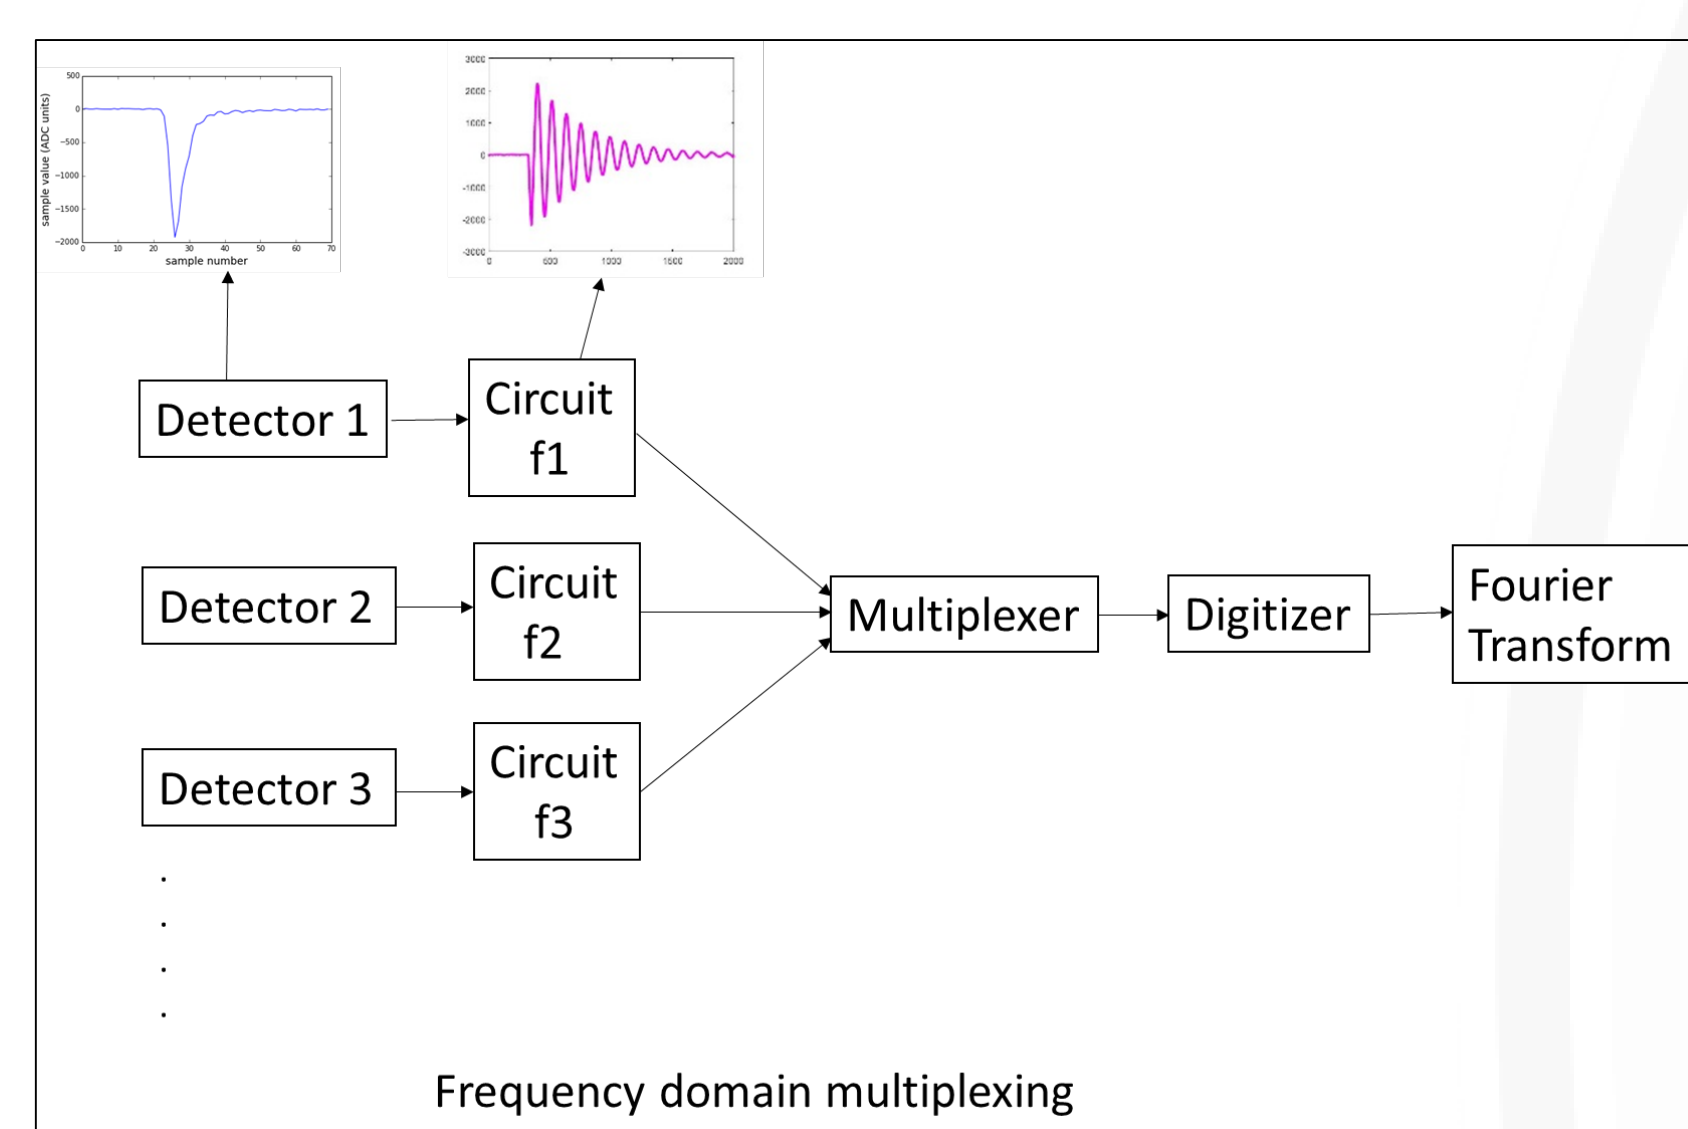 500
0
−500
−1000
−1500
−2000
sample value (ADC units)
0 10 20 30 40 50 60 70
sample number
3000
2000
1000
0
-1000
-2000
-3000
0 500 1000 1500 2000
Detector 1
Circuit
f1
Detector 2
Circuit
f2
Multiplexer
Digitizer
Fourier
Transform
Detector 3
Circuit
f3
.
.
.
.
Frequency domain multiplexing